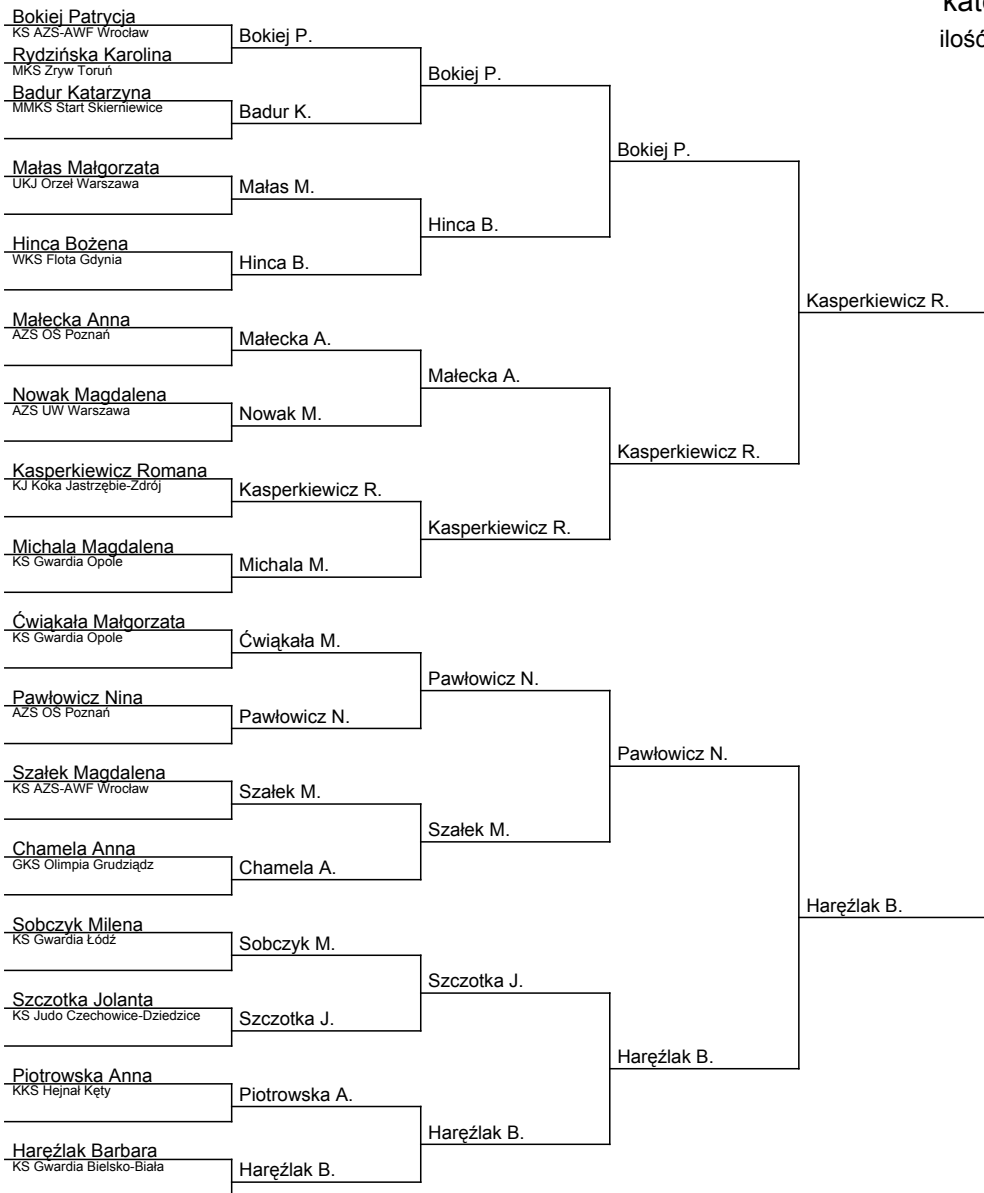 kat
ilość
Bokiej Patrycja
KS AZS-AWF Wrocław
Rydzińska Karolina
MKS Zryw Toruń
Badur Katarzyna
MMKS Start Skierniewice
Małas Małgorzata
UKJ Orzeł Warszawa
Hinca Bożena
WKS Flota Gdynia
Małecka Anna
AZS OŚ Poznań
Nowak Magdalena
AZS UW Warszawa
Kasperkiewicz Romana
KJ Koka Jastrzębie-Zdrój
Michala Magdalena
KS Gwardia Opole
Ćwiąkała Małgorzata
KS Gwardia Opole
Pawłowicz Nina
AZS OŚ Poznań
Szałek Magdalena
KS AZS-AWF Wrocław
Chamela Anna
GKS Olimpia Grudziądz
Sobczyk Milena
KS Gwardia Łódź
Szczotka Jolanta
KS Judo Czechowice-Dziedzice
Piotrowska Anna
KKS Hejnał Kęty
Haręźlak Barbara
KS Gwardia Bielsko-Biała
Bokiej P.
Badur K.
Małas M.
Hinca B.
Małecka A.
Nowak M.
Kasperkiewicz R.
Michala M.
Ćwiąkała M.
Pawłowicz N.
Szałek M.
Chamela A.
Sobczyk M.
Szczotka J.
Piotrowska A.
Haręźlak B.
Bokiej P.
Hinca B.
Małecka A.
Kasperkiewicz R.
Pawłowicz N.
Szałek M.
Szczotka J.
Haręźlak B.
Bokiej P.
Kasperkiewicz R.
Pawłowicz N.
Haręźlak B.
Kasperkiewicz R.
Haręźlak B.